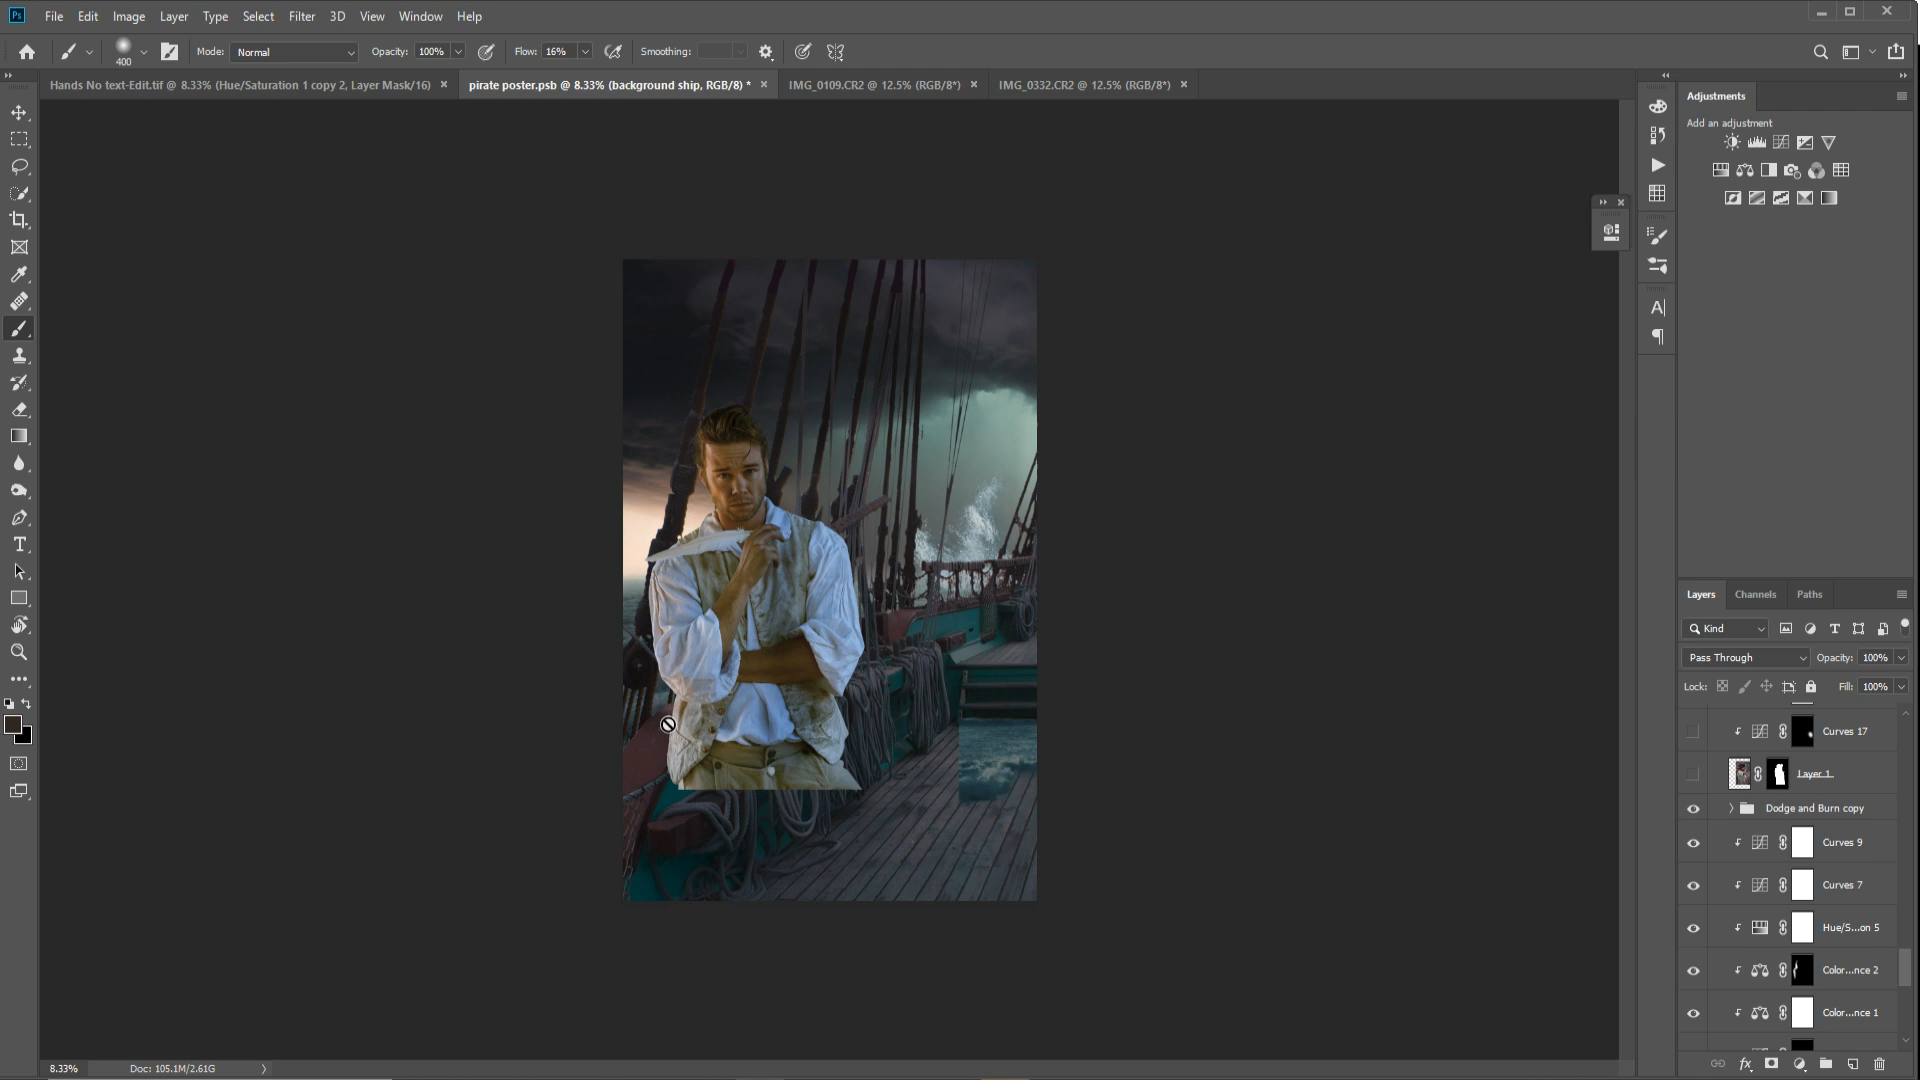 Ps File Edit Image Layer Type Select Filter 3D View Window Help
400 Mode: Normal Opacity: 100% Flow: 16% Smoothing:
Hands No text-Edit.tif @ 8.33% (Hue/Saturation 1 copy 2, Layer Mask/16) × pirate poster.psb @ 8.33% (background ship, RGB/8) * × IMG_0109.CR2 @ 12.5% (RGB/8*) × IMG_0332.CR2 @ 12.5% (RGB/8*) ×
Adjustments
Add an adjustment
Layers Channels Paths
Kind
Pass Through Opacity: 100%
Lock: Fill: 100%
Curves 17
Layer 1
Dodge and Burn copy
Curves 9
Curves 7
Hue/S...on 5
Color...nce 2
Color...nce 1
8.33% Doc: 105.1M/2.61G